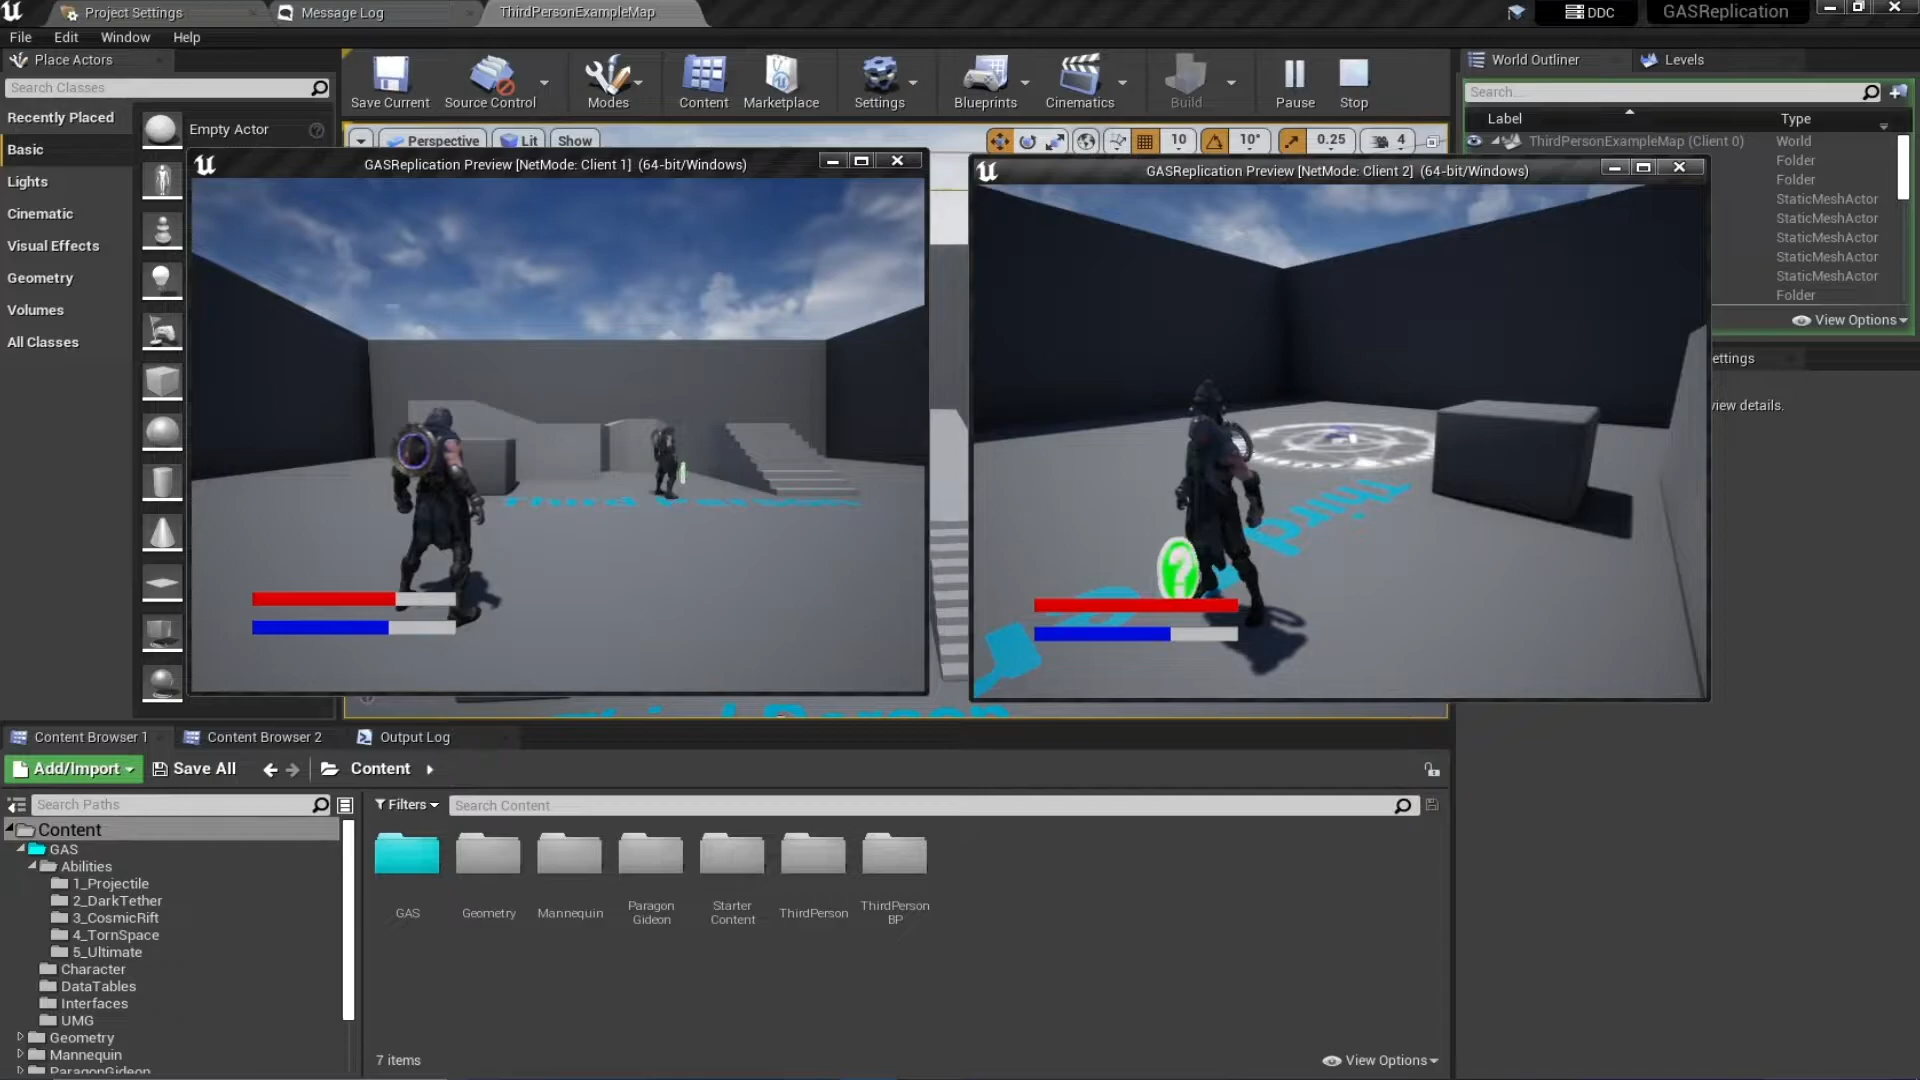 Project Settings
Message Log
ThirdPersonExampleMap
DDC
GASReplication
File Edit Window Help
Place Actors
Search Classes
Recently Placed
Basic
Lights
Cinematic
Visual Effects
Geometry
Volumes
All Classes
Empty Actor
Save Current
Source Control
Modes
Content
Marketplace
Settings
Blueprints
Cinematics
Build
Pause
Stop
Perspective
Lit
Show
10
10°
0.25
4
GASReplication Preview [NetMode: Client 1] (64-bit/Windows)
GASReplication Preview [NetMode: Client 2] (64-bit/Windows)
Third
?
World Outliner
Levels
Search...
Label Type
ThirdPersonExampleMap (Client 0) World
Folder
Folder
StaticMeshActor
StaticMeshActor
StaticMeshActor
StaticMeshActor
StaticMeshActor
Folder
View Options
ettings
view details.
Content Browser 1
Content Browser 2
Output Log
Add/Import
Save All
Content
Search Paths
Filters
Search Content
Content
GAS
Abilities
1_Projectile
2_DarkTether
3_CosmicRift
4_TornSpace
5_Ultimate
Character
DataTables
Interfaces
UMG
Geometry
Mannequin
ParagonGideon
GAS
Geometry
Mannequin
Paragon
Gideon
Starter
Content
ThirdPerson
ThirdPerson
BP
7 items
View Options